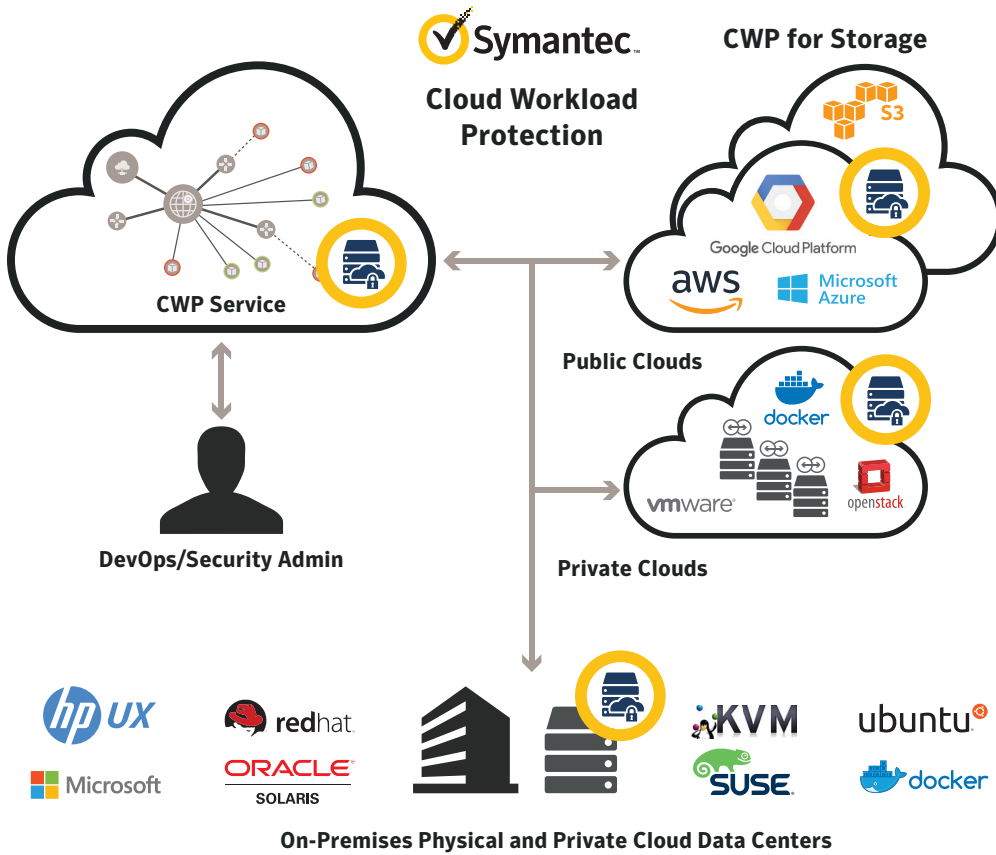 Symantec™
CWP for Storage
Cloud Workload
Protection
S3
Google Cloud Platform
aws
Microsoft
Azure
CWP Service
Public Clouds
docker
vmware®
openstack
DevOps/Security Admin
Private Clouds
hp UX
redhat.
KVM
ubuntu®
Microsoft
ORACLE®
SOLARIS
SUSE®
docker
On-Premises Physical and Private Cloud Data Centers